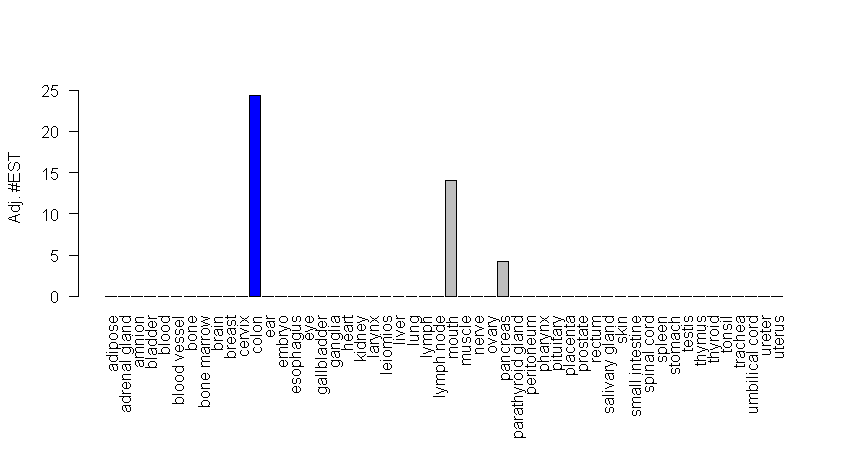 Adj. #EST
25
20
15
10
5
0
adipose
adrenal gland
amnion
bladder
blood
blood vessel
bone
bone marrow
brain
breast
cervix
colon
ear
embryo
esophagus
eye
gallbladder
ganglia
heart
kidney
larynx
leiomios
liver
lung
lymph
lymph node
mouth
muscle
nerve
ovary
pancreas
parathyroid gland
peritoneum
pharynx
pituitary
placenta
prostate
rectum
salivary gland
skin
small intestine
spinal cord
spleen
stomach
testis
thymus
thyroid
tonsil
trachea
umbilical cord
ureter
uterus